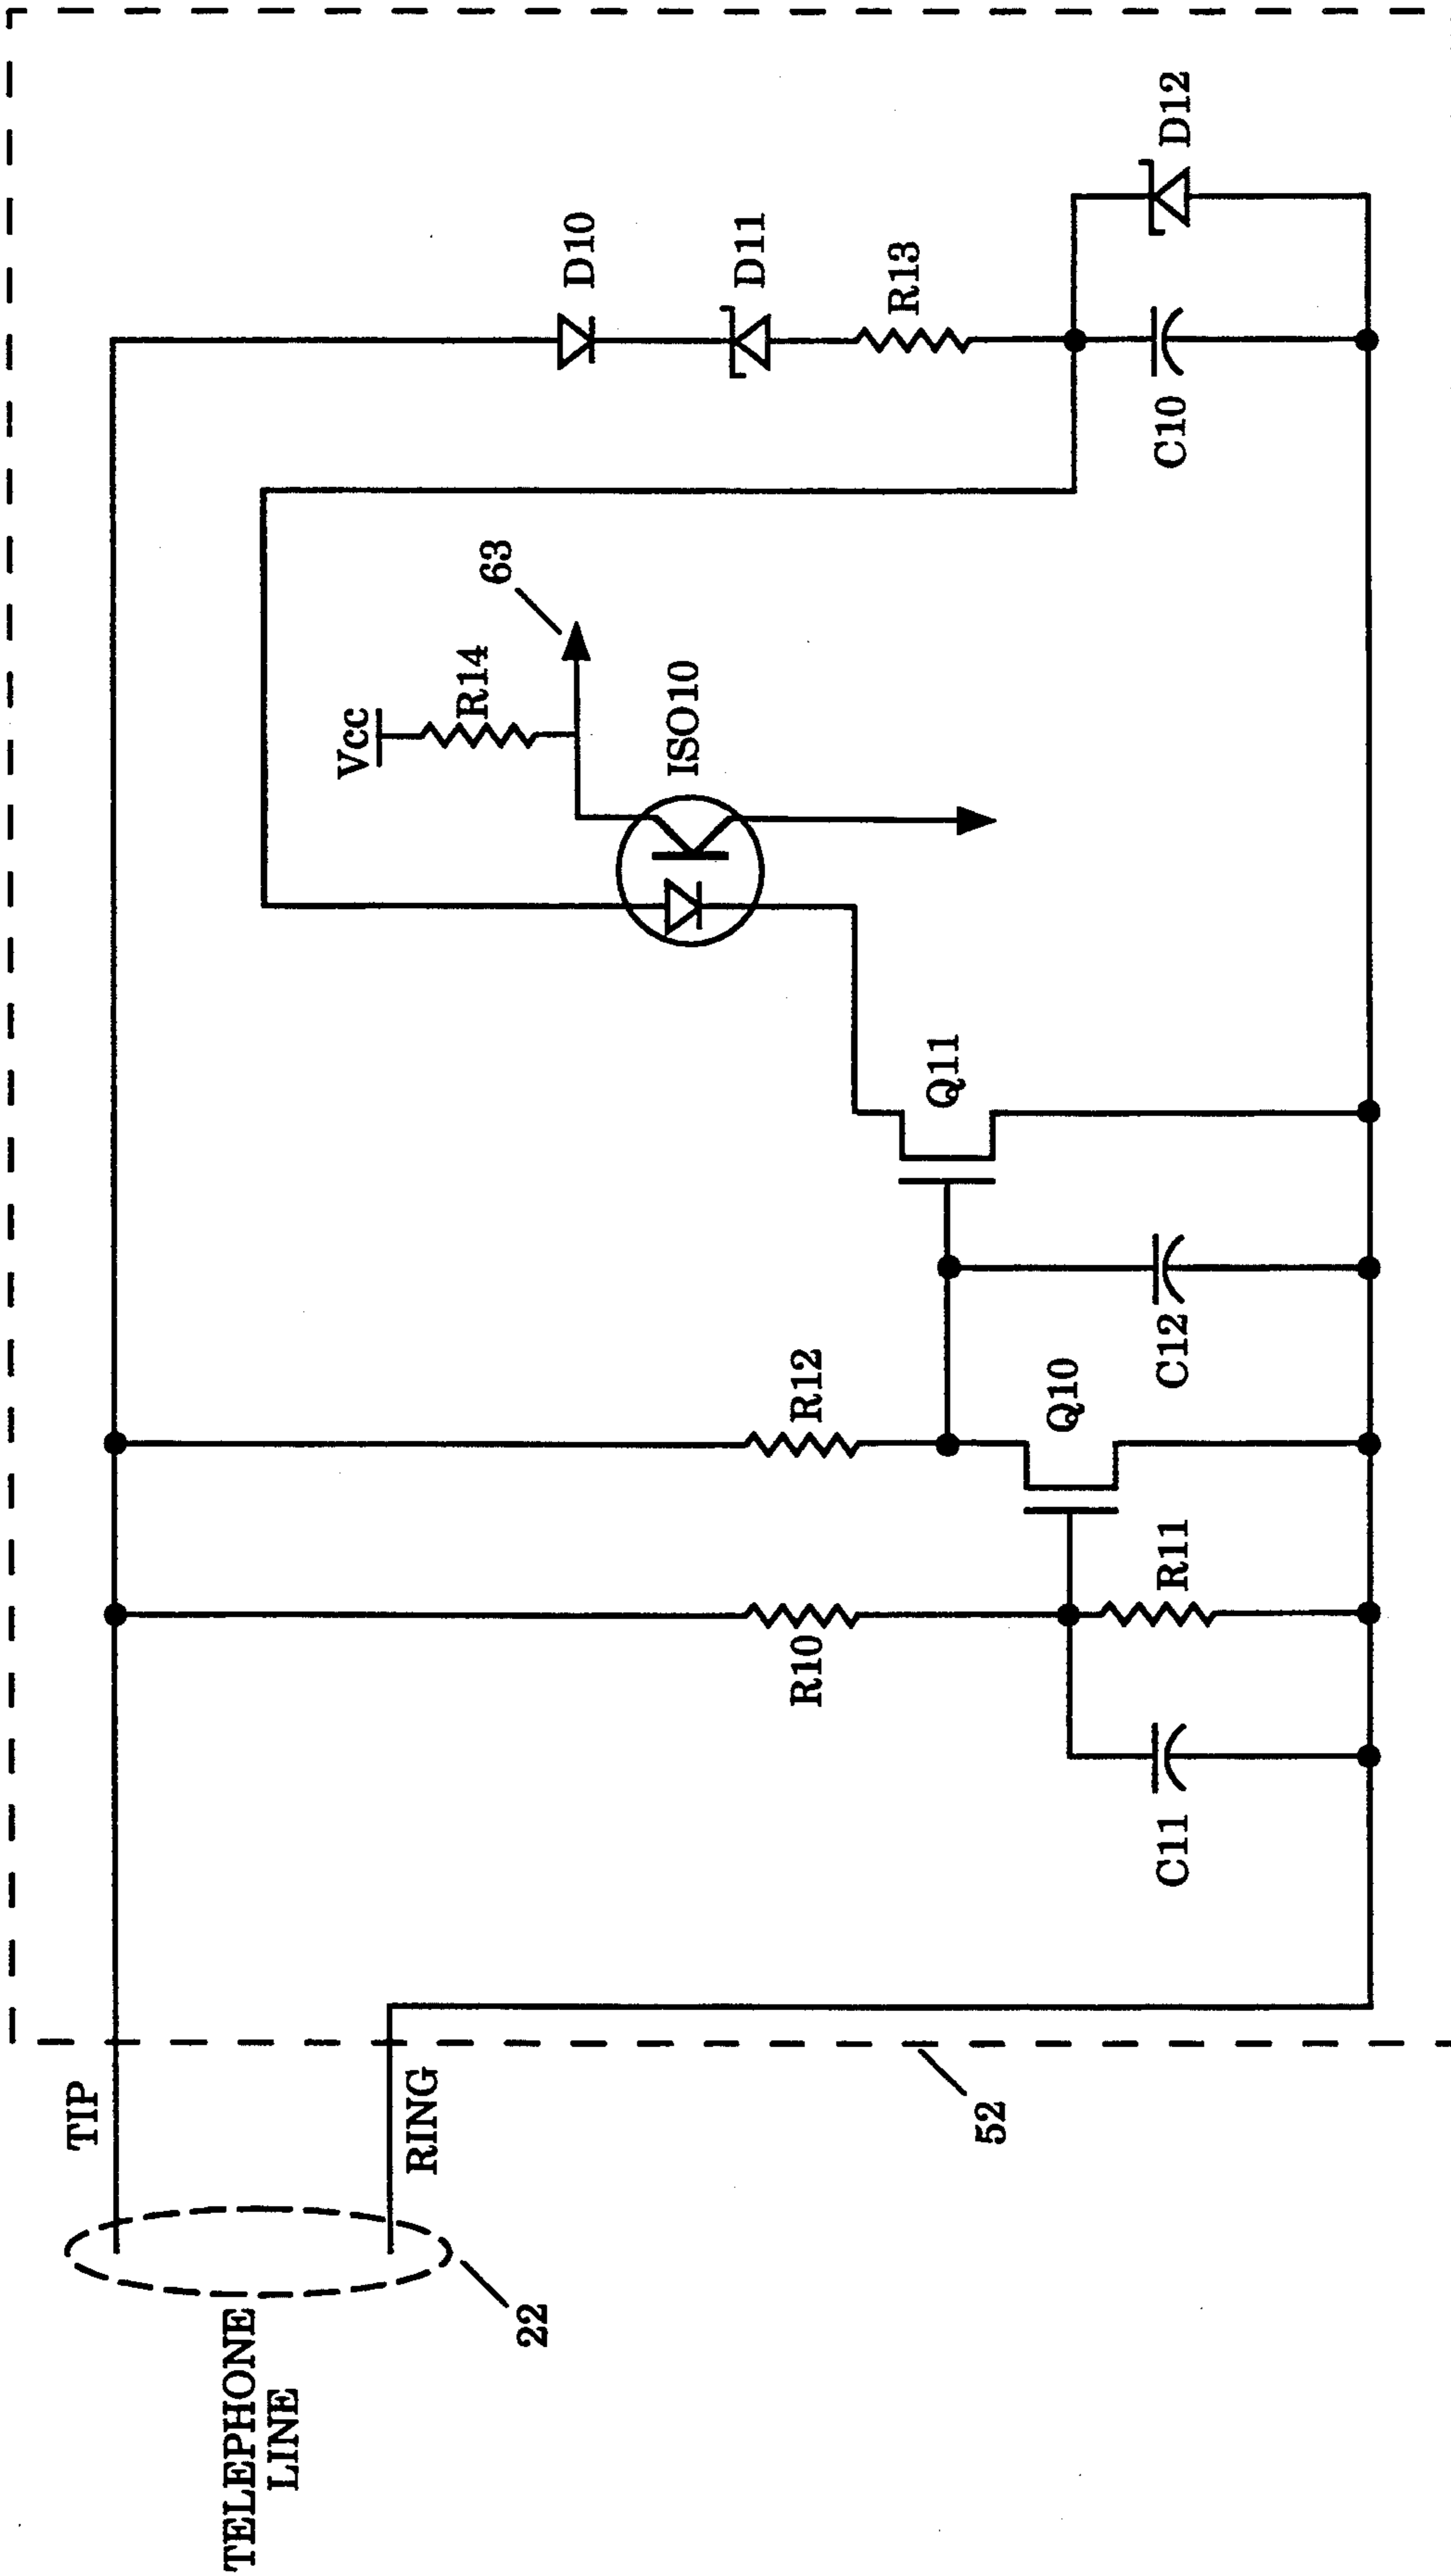 TELEPHONE
LINE
22
TIP
RING
52
C11
R10
R11
R12
Q10
C12
Q11
Vcc
R14
63
ISO10
D10
D11
R13
C10
D12